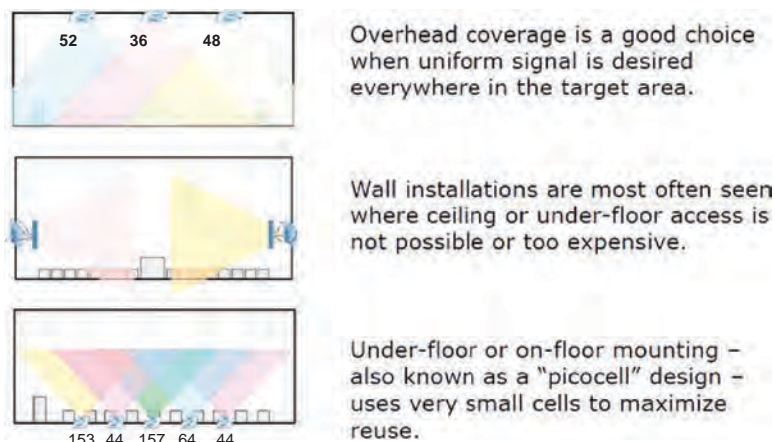 52 36 48
Overhead coverage is a good choice
when uniform signal is desired
everywhere in the target area.
Wall installations are most often seen
where ceiling or under-floor access is
not possible or too expensive.
Under-floor or on-floor mounting –
also known as a “picocell” design –
uses very small cells to maximize
reuse.
153 44 157 64 44